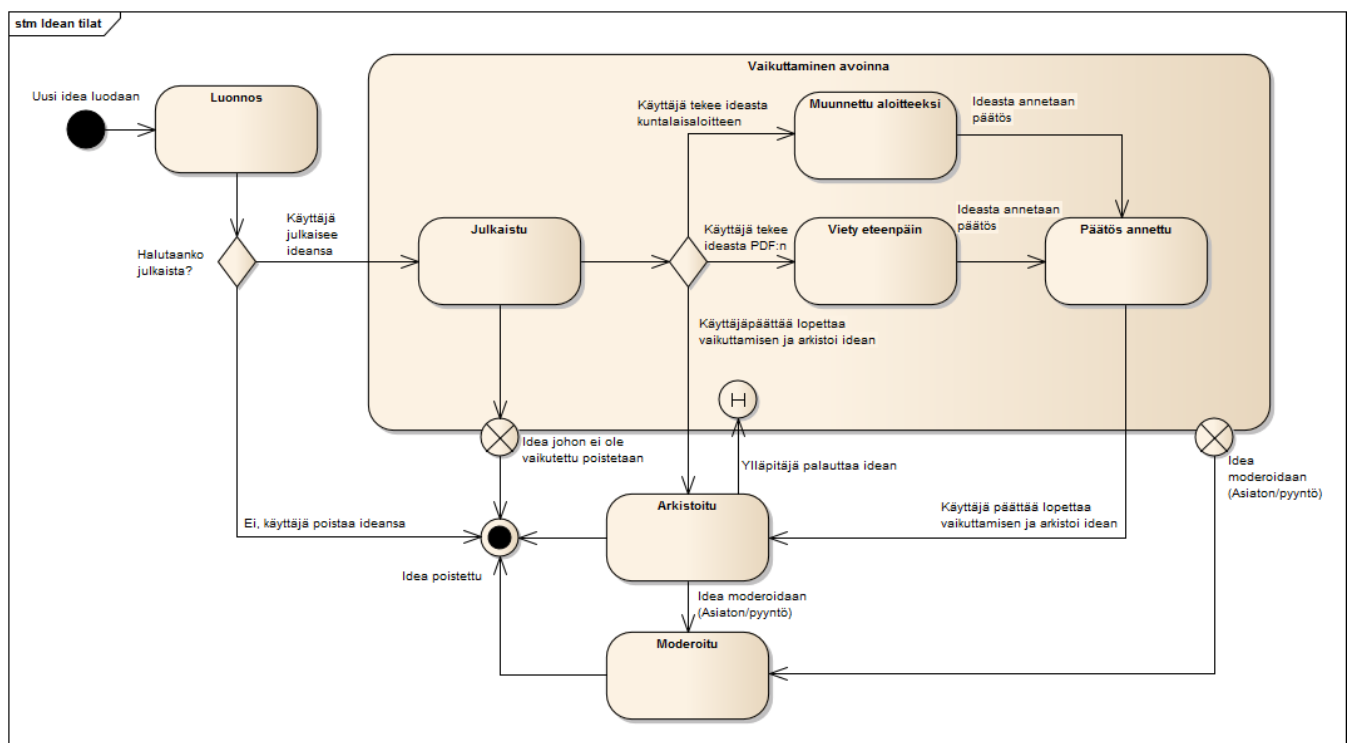 stm Idean tilat
Vaikuttaminen avoinna
Uusi idea luodaan
Luonnos
Käyttäjä tekee ideasta
kuntalaisaloitteen
Muunnettu aloitteeksi
Ideasta annetaan
päätös
Halutaanko
julkaista?
Käyttäjä
julkaisee
ideansa
Julkaistu
Käyttäjä tekee
ideasta PDF:n
Viety eteenpäin
Ideasta annetaan
päätös
Päätös annettu
Käyttäjäpäättää lopettaa
vaikuttamisen ja arkistoi idean
H
Idea johon ei ole
vaikutettu poistetaan
Ylläpitäjä palauttaa idean
Idea
moderoidaan
(Asiaton/pyyntö)
Ei, käyttäjä poistaa ideansa
Arkistoitu
Käyttäjä päättää lopettaa
vaikuttamisen ja arkistoi idean
Idea poistettu
Idea moderoidaan
(Asiaton/pyyntö)
Moderoitu